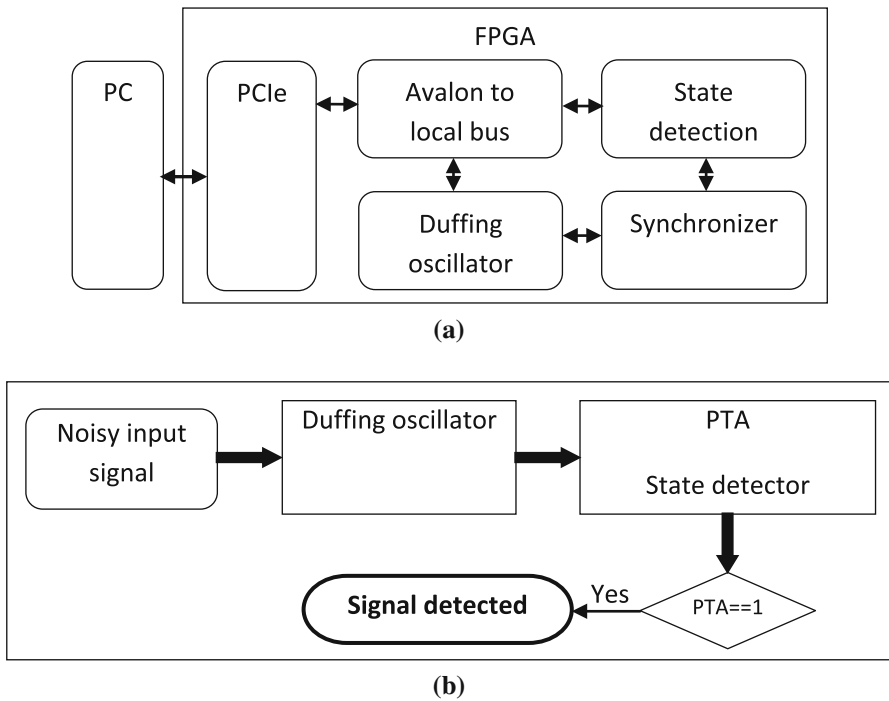 FPGA
PC
PCIe
Avalon to
local bus
State
detection
Duffing
oscillator
Synchronizer
(a)
Noisy input
signal
Duffing oscillator
PTA
State detector
PTA==1
Yes
Signal detected
(b)